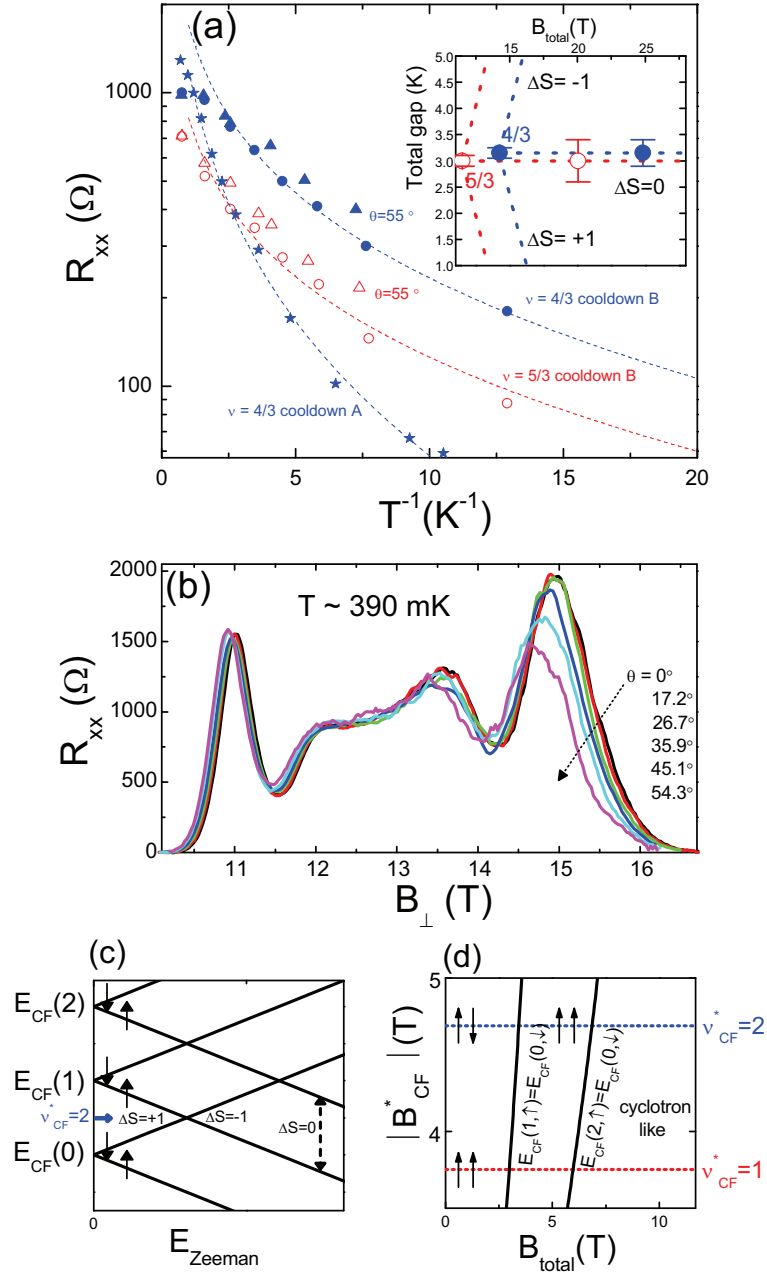 (a)
B_total(T)
10 15 20 25
5.0
4.5
4.0
3.5
3.0
2.5
2.0
1.5
1.0
Total gap (K)
ΔS= -1
4/3
5/3
ΔS=0
ΔS= +1
1000
100
R_xx (Ω)
θ=55 °
θ=55 °
ν = 4/3 cooldown B
ν = 5/3 cooldown B
ν = 4/3 cooldown A
0 5 10 15 20
T⁻¹(K⁻¹)
(b)
T ~ 390 mK
2000
1500
1000
500
0
R_xx (Ω)
θ = 0°
17.2°
26.7°
35.9°
45.1°
54.3°
11 12 13 14 15 16
B_⊥ (T)
(c)
E_CF(2)
E_CF(1)
ν*_CF=2
E_CF(0)
ΔS=+1
ΔS=-1
ΔS=0
0
E_Zeeman
(d)
5
4
|B*_CF|(T)
E_CF(1,↑)=E_CF(0,↓)
E_CF(2,↑)=E_CF(0,↓)
cyclotron
like
ν*_CF=2
ν*_CF=1
0 5 10
B_total(T)